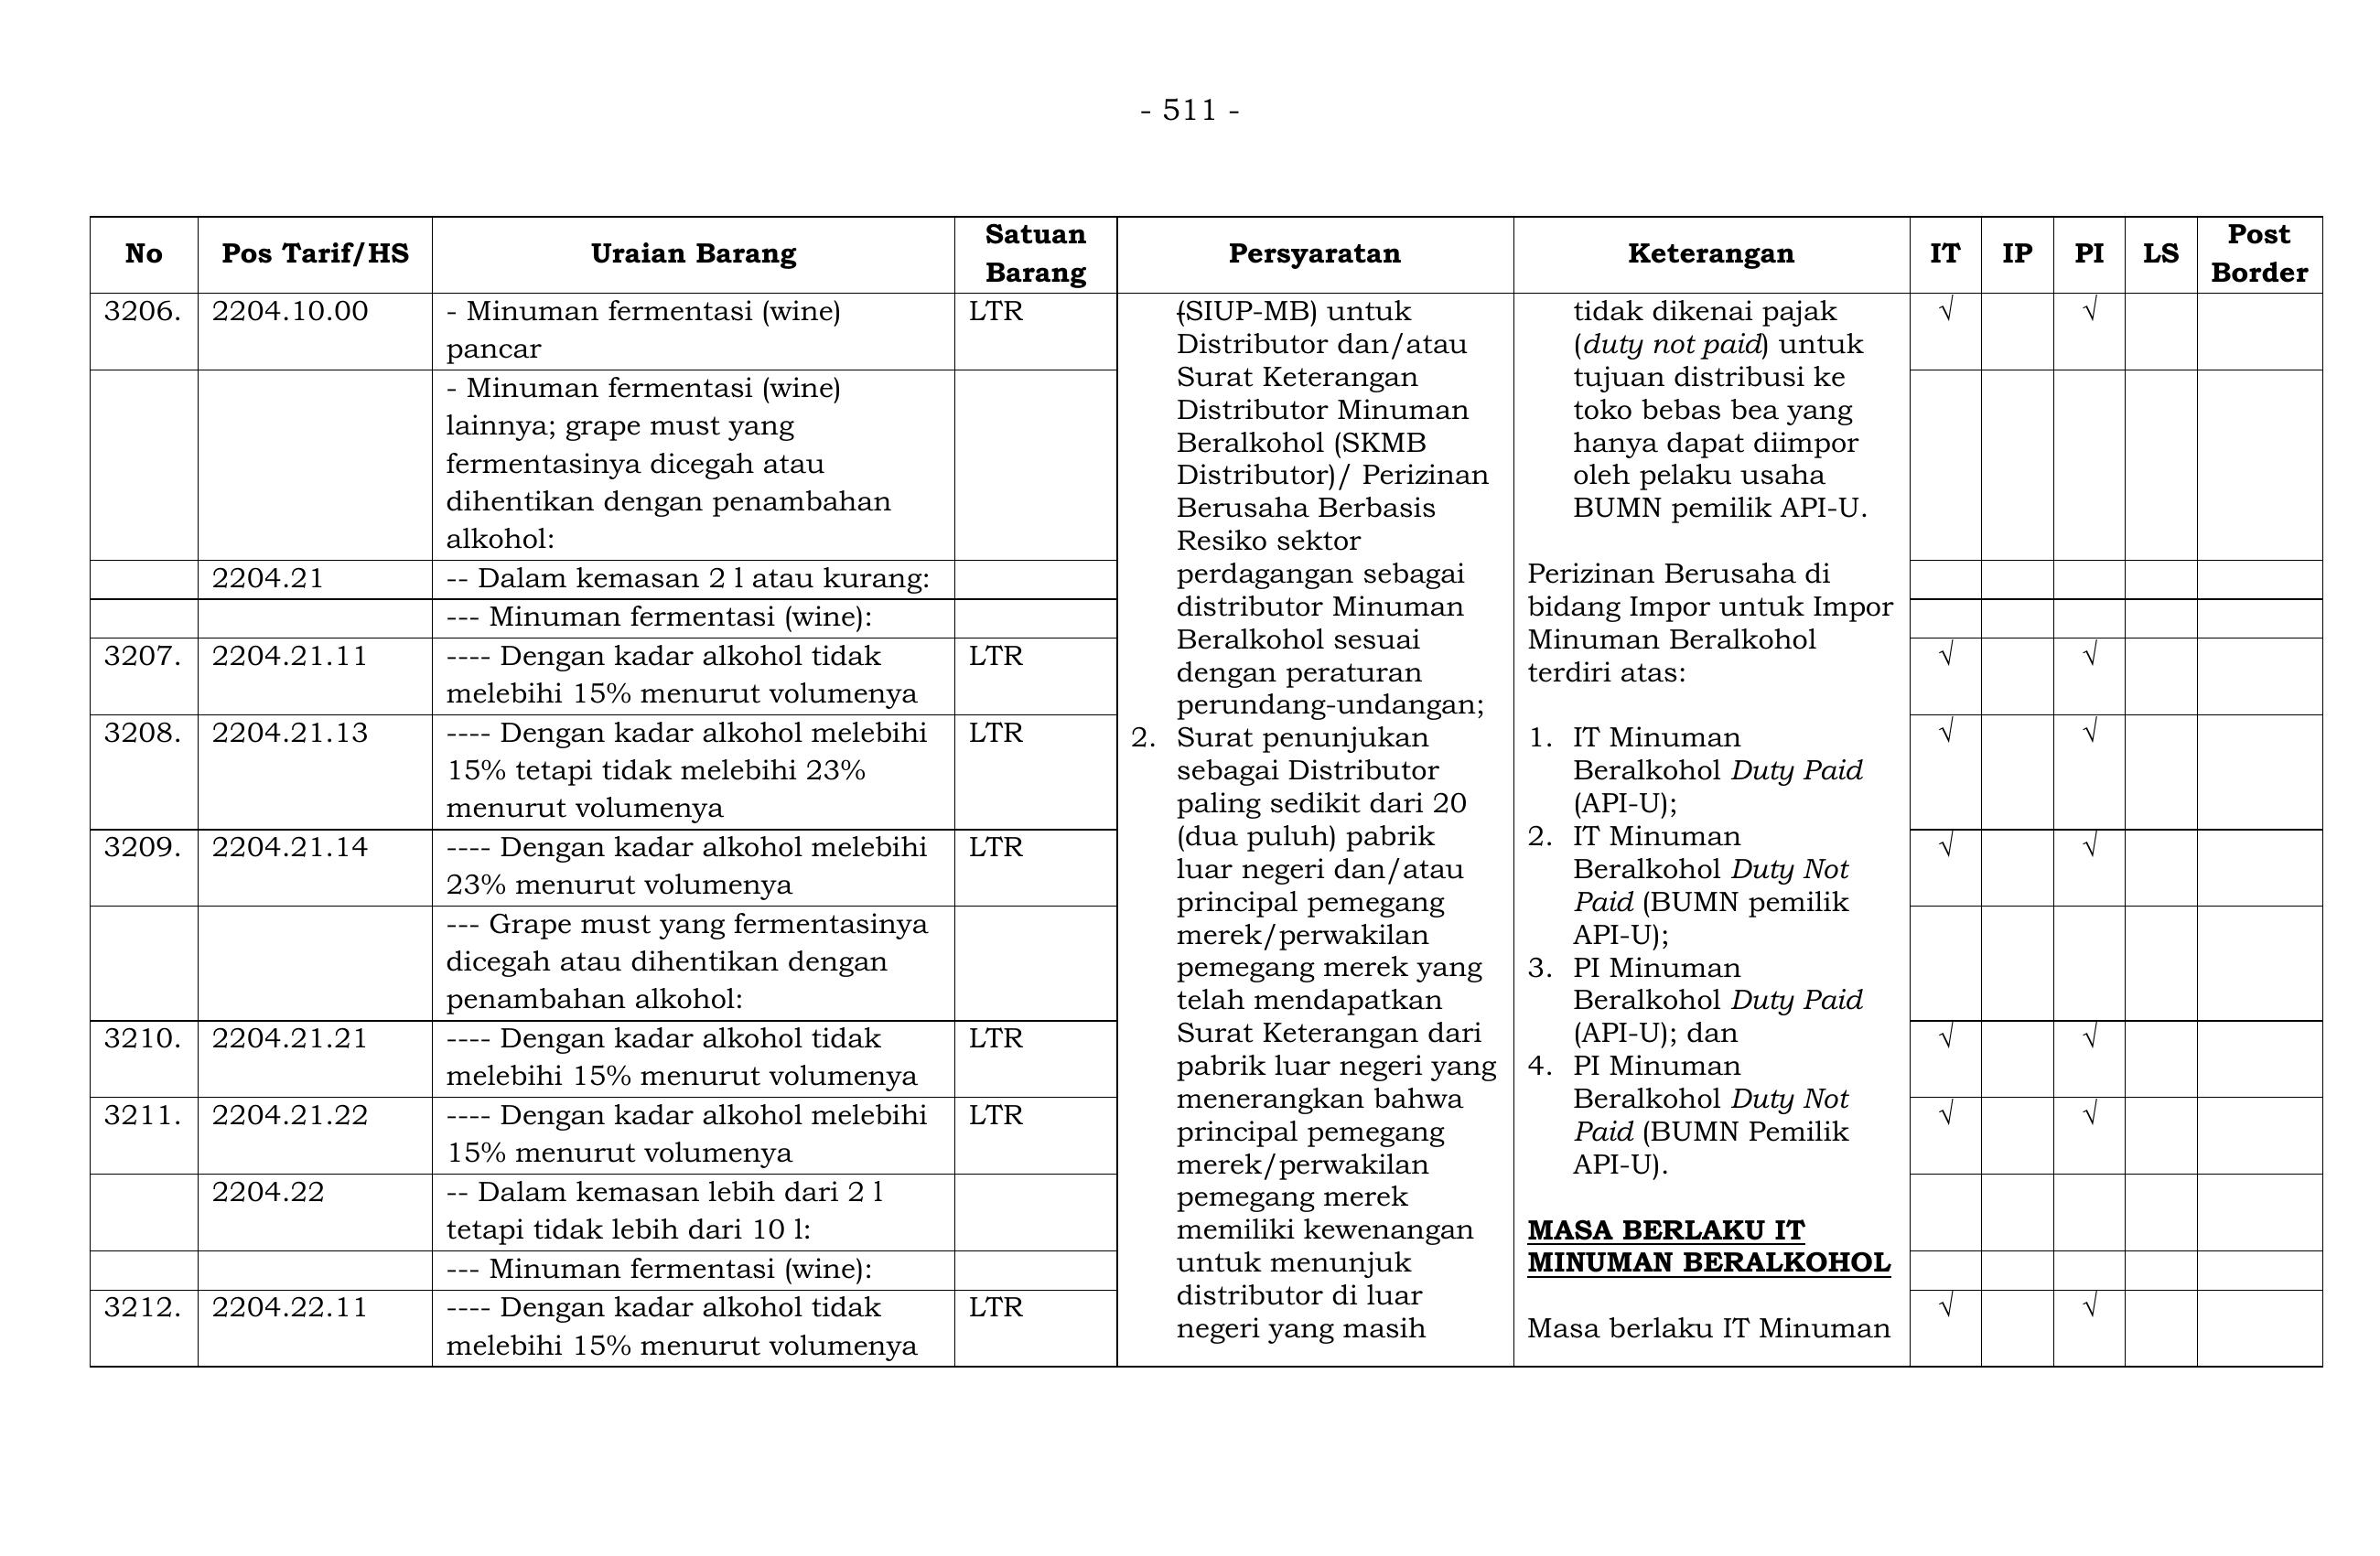 - 511 -
No
Pos Tarif/HS
Uraian Barang
Satuan
Barang
Persyaratan
Keterangan
IT
IP
PI
LS
Post
Border
3206.
2204.10.00
- Minuman fermentasi (wine)
pancar
LTR
√
√
- Minuman fermentasi (wine)
lainnya; grape must yang
fermentasinya dicegah atau
dihentikan dengan penambahan
alkohol:
2204.21
-- Dalam kemasan 2 l atau kurang:
--- Minuman fermentasi (wine):
3207.
2204.21.11
---- Dengan kadar alkohol tidak
melebihi 15% menurut volumenya
LTR
√
√
3208.
2204.21.13
---- Dengan kadar alkohol melebihi
15% tetapi tidak melebihi 23%
menurut volumenya
LTR
√
√
3209.
2204.21.14
---- Dengan kadar alkohol melebihi
23% menurut volumenya
LTR
√
√
--- Grape must yang fermentasinya
dicegah atau dihentikan dengan
penambahan alkohol:
3210.
2204.21.21
---- Dengan kadar alkohol tidak
melebihi 15% menurut volumenya
LTR
√
√
3211.
2204.21.22
---- Dengan kadar alkohol melebihi
15% menurut volumenya
LTR
√
√
2204.22
-- Dalam kemasan lebih dari 2 l
tetapi tidak lebih dari 10 l:
--- Minuman fermentasi (wine):
3212.
2204.22.11
---- Dengan kadar alkohol tidak
melebihi 15% menurut volumenya
LTR
√
√
(SIUP-MB) untuk
Distributor dan/atau
Surat Keterangan
Distributor Minuman
Beralkohol (SKMB
Distributor)/ Perizinan
Berusaha Berbasis
Resiko sektor
perdagangan sebagai
distributor Minuman
Beralkohol sesuai
dengan peraturan
perundang-undangan;
2. Surat penunjukan
sebagai Distributor
paling sedikit dari 20
(dua puluh) pabrik
luar negeri dan/atau
principal pemegang
merek/perwakilan
pemegang merek yang
telah mendapatkan
Surat Keterangan dari
pabrik luar negeri yang
menerangkan bahwa
principal pemegang
merek/perwakilan
pemegang merek
memiliki kewenangan
untuk menunjuk
distributor di luar
negeri yang masih
tidak dikenai pajak
(duty not paid) untuk
tujuan distribusi ke
toko bebas bea yang
hanya dapat diimpor
oleh pelaku usaha
BUMN pemilik API-U.
Perizinan Berusaha di
bidang Impor untuk Impor
Minuman Beralkohol
terdiri atas:
1. IT Minuman
Beralkohol Duty Paid
(API-U);
2. IT Minuman
Beralkohol Duty Not
Paid (BUMN pemilik
API-U);
3. PI Minuman
Beralkohol Duty Paid
(API-U); dan
4. PI Minuman
Beralkohol Duty Not
Paid (BUMN Pemilik
API-U).
MASA BERLAKU IT
MINUMAN BERALKOHOL
Masa berlaku IT Minuman